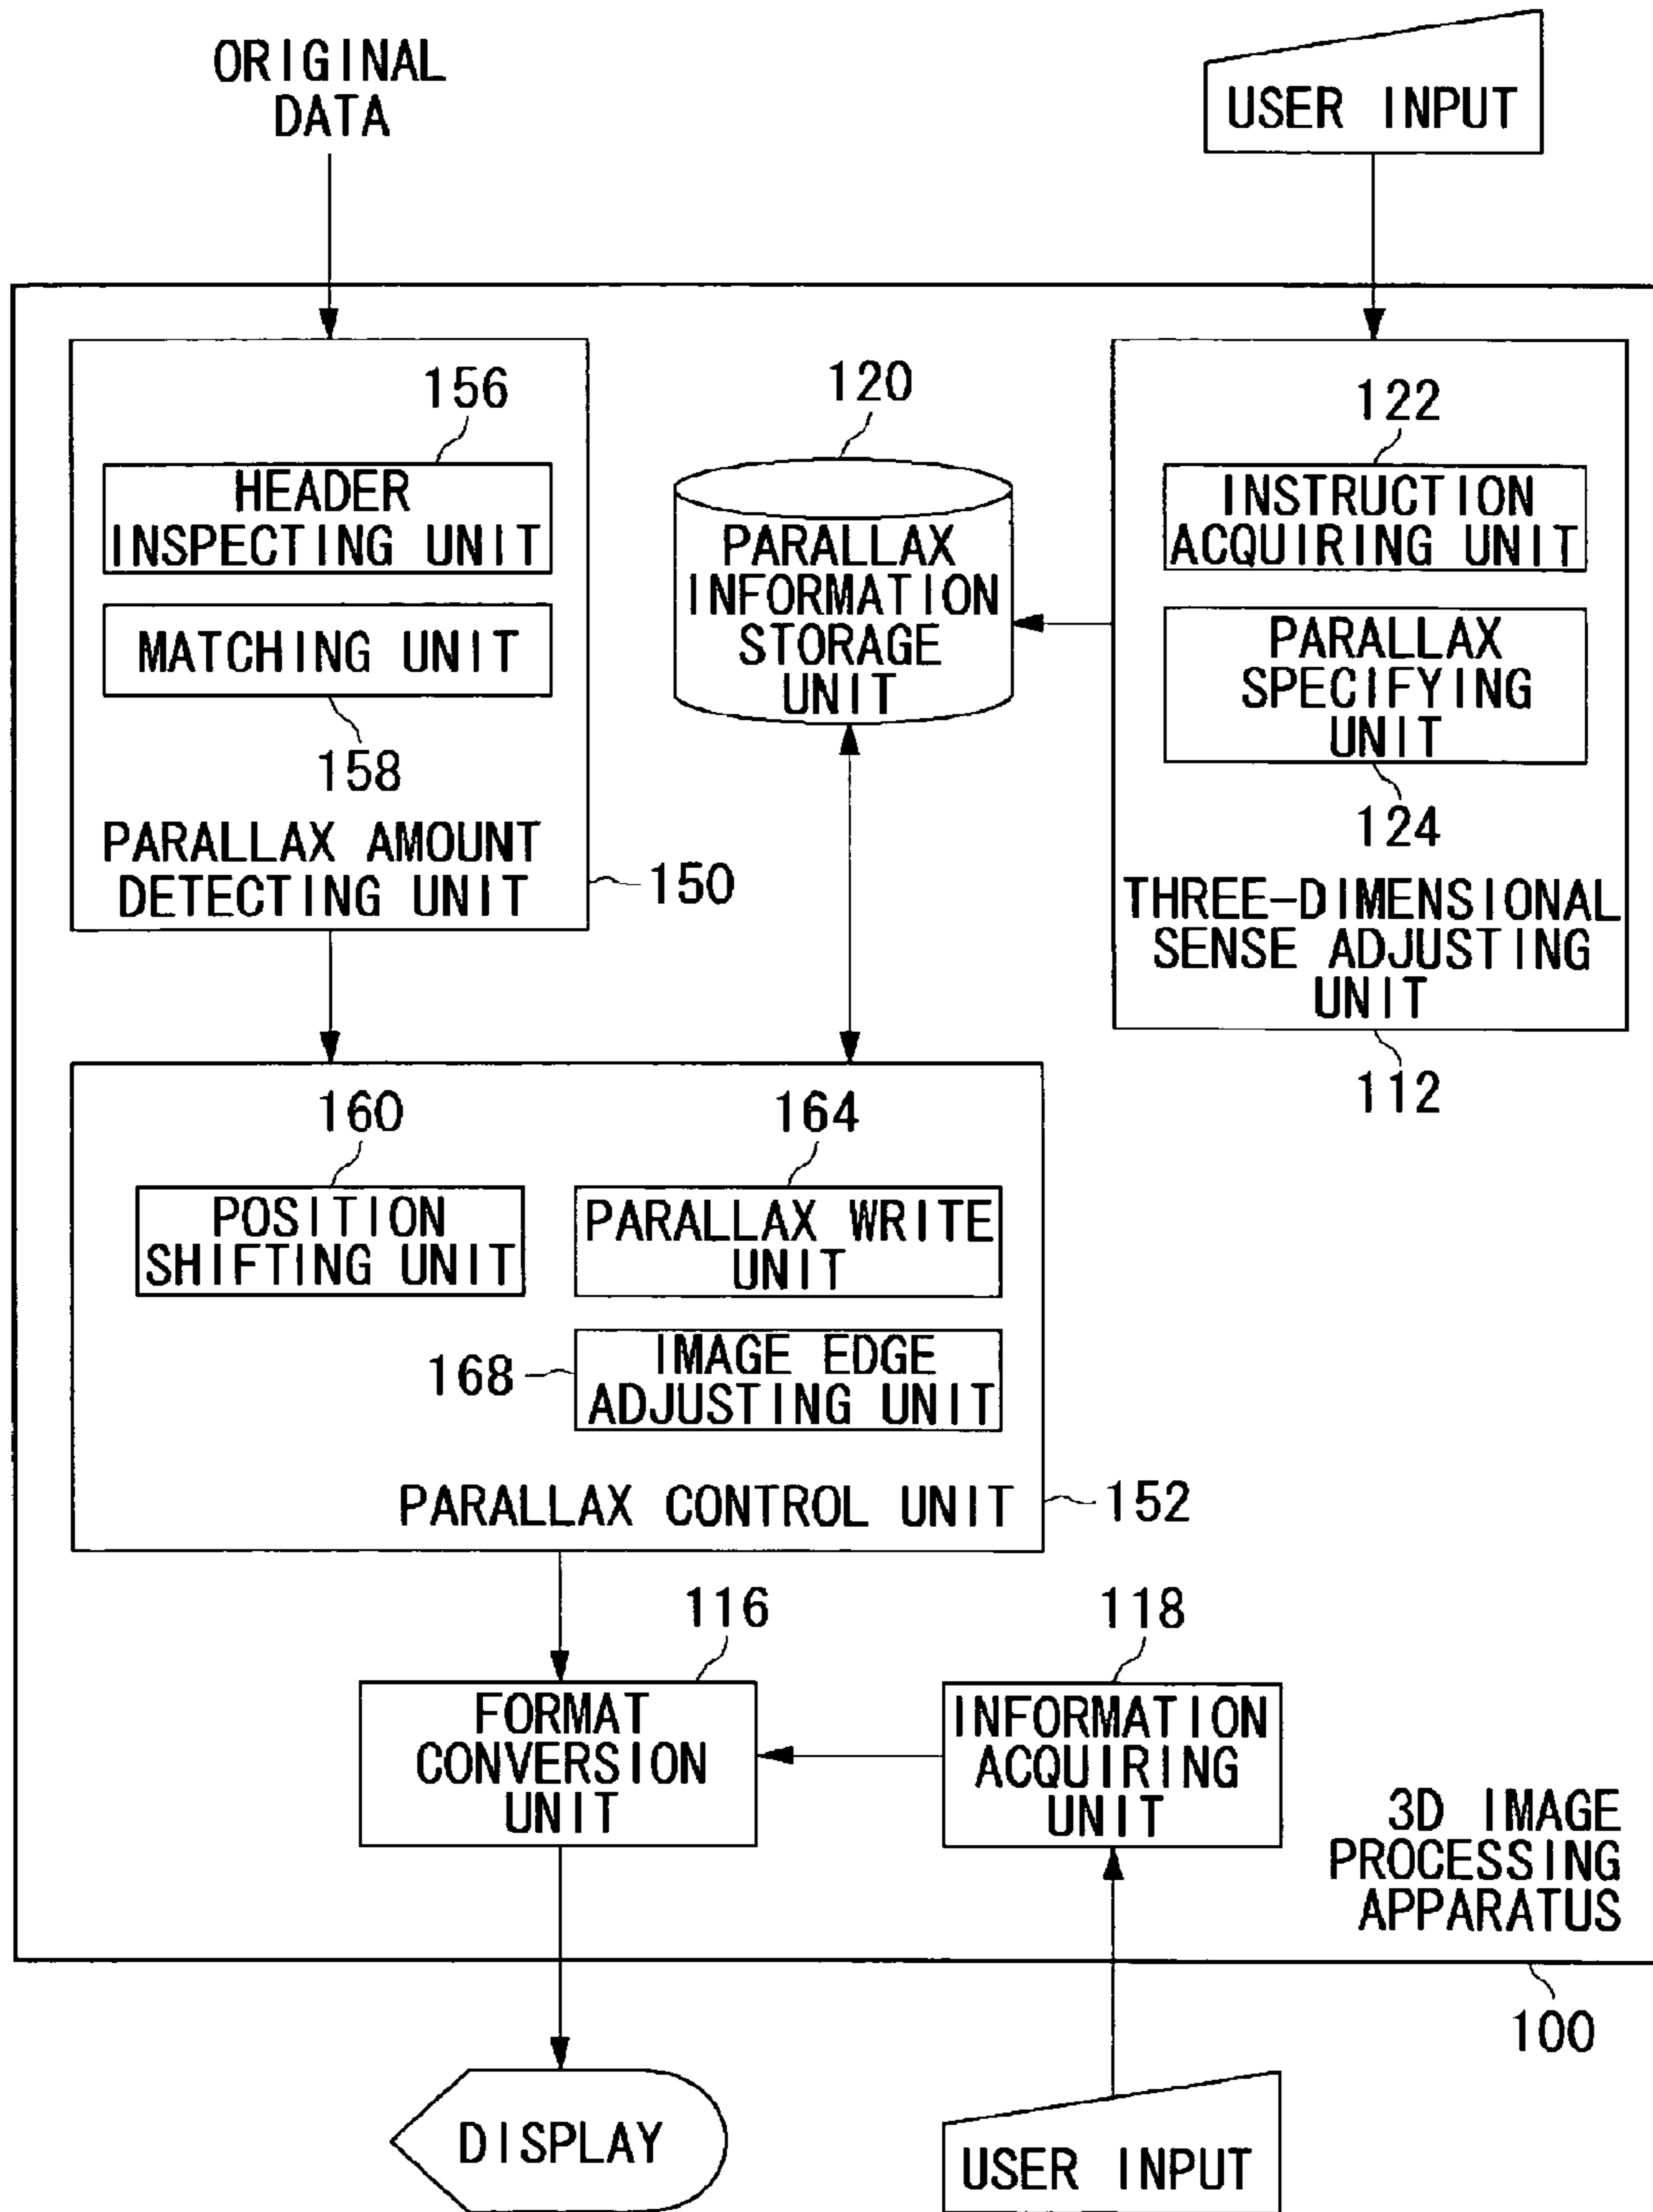 ORIGINAL
DATA
USER INPUT
156
HEADER
INSPECTING UNIT
MATCHING UNIT
158
PARALLAX AMOUNT
DETECTING UNIT
150
120
PARALLAX
INFORMATION
STORAGE
UNIT
122
INSTRUCTION
ACQUIRING UNIT
PARALLAX
SPECIFYING
UNIT
124
THREE-DIMENSIONAL
SENSE ADJUSTING
UNIT
112
160
POSITION
SHIFTING UNIT
164
PARALLAX WRITE
UNIT
168
IMAGE EDGE
ADJUSTING UNIT
PARALLAX CONTROL UNIT
152
116
FORMAT
CONVERSION
UNIT
118
INFORMATION
ACQUIRING
UNIT
3D IMAGE
PROCESSING
APPARATUS
100
DISPLAY
USER INPUT